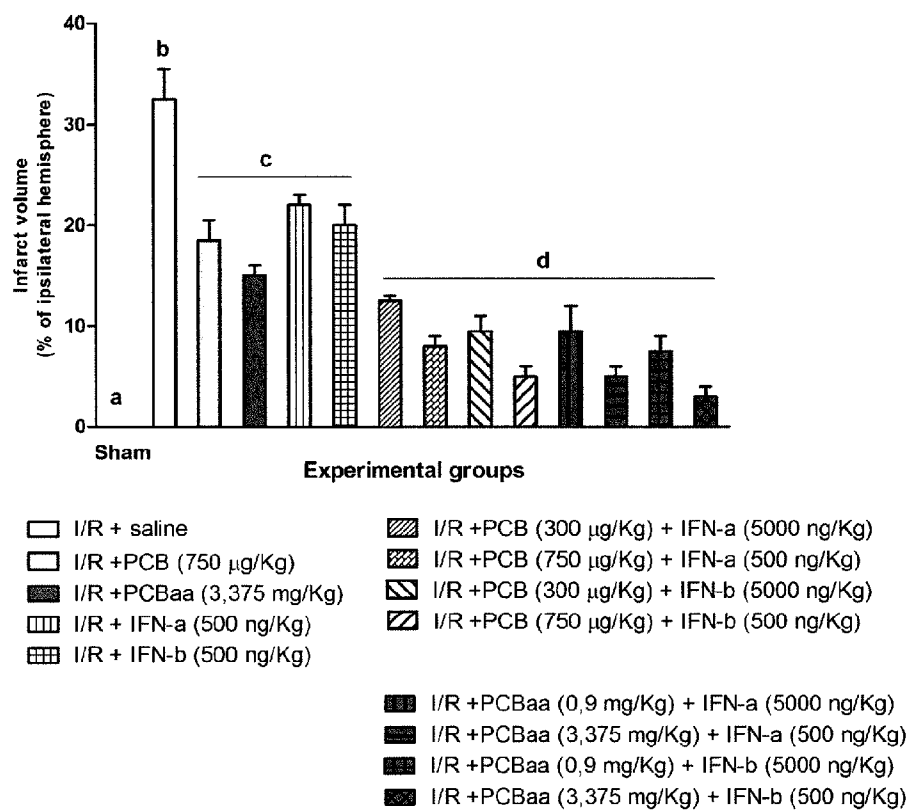 40
30
20
10
0
Infarct volume
(% of ipsilateral hemisphere)
a
b
c
d
Sham
Experimental groups
I/R + saline
I/R +PCB (750 µg/Kg)
I/R +PCBaa (3,375 mg/Kg)
I/R + IFN-a (500 ng/Kg)
I/R + IFN-b (500 ng/Kg)
I/R +PCB (300 µg/Kg) + IFN-a (5000 ng/Kg)
I/R +PCB (750 µg/Kg) + IFN-a (500 ng/Kg)
I/R +PCB (300 µg/Kg) + IFN-b (5000 ng/Kg)
I/R +PCB (750 µg/Kg) + IFN-b (500 ng/Kg)
I/R +PCBaa (0,9 mg/Kg) + IFN-a (5000 ng/Kg)
I/R +PCBaa (3,375 mg/Kg) + IFN-a (500 ng/Kg)
I/R +PCBaa (0,9 mg/Kg) + IFN-b (5000 ng/Kg)
I/R +PCBaa (3,375 mg/Kg) + IFN-b (500 ng/Kg)